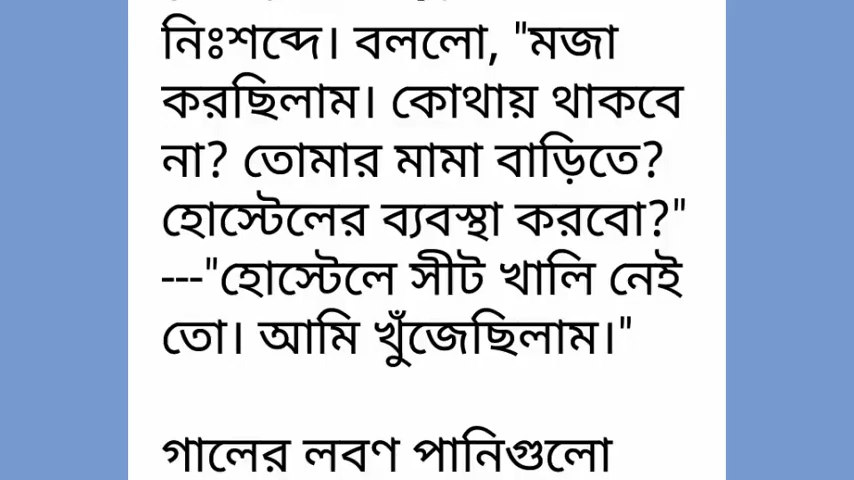 নিঃশব্দে। বললো, "মজা
করছিলাম। কোথায় থাকবে
না? তোমার মামা বাড়িতে?
হোস্টেলের ব্যবস্থা করবো?"
---"হোস্টেলে সীট খালি নেই
তো। আমি খুঁজেছিলাম।"
গালের লবণ পানিগুলো